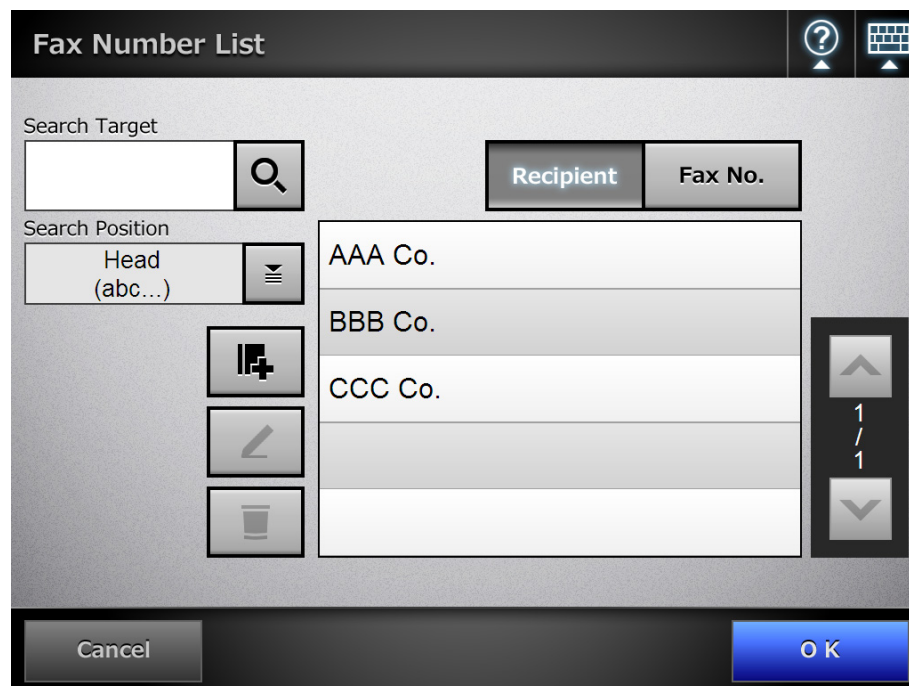 Fax Number List
?
Search Target
Recipient
Fax No.
Search Position
Head
(abc...)
AAA Co.
BBB Co.
CCC Co.
1
/
1
Cancel
OK